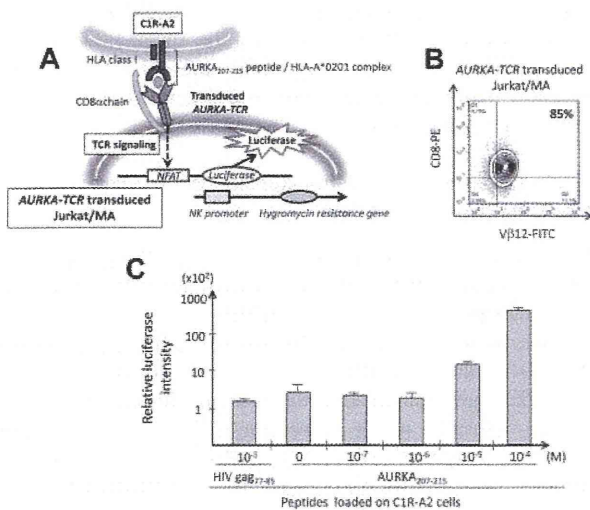 A
C1R-A2
HLA class I
AURKA207-215 peptide / HLA-A*0201 complex
CD8αchain
Transduced
AURKA-TCR
TCR signaling
Luciferase
NFAT
Luciferase
AURKA-TCR transduced
Jurkat/MA
NK promoter
Hygromycin resistance gene
B
AURKA-TCR transduced
Jurkat/MA
85%
CD8-PE
Vβ12-FITC
C
(x10²)
1000
100
10
1
Relative luciferase
intensity
10⁻⁵ 0 10⁻⁷ 10⁻⁶ 10⁻⁵ 10⁻⁴ (M)
HIV gag77-85 AURKA207-215
Peptides loaded on C1R-A2 cells